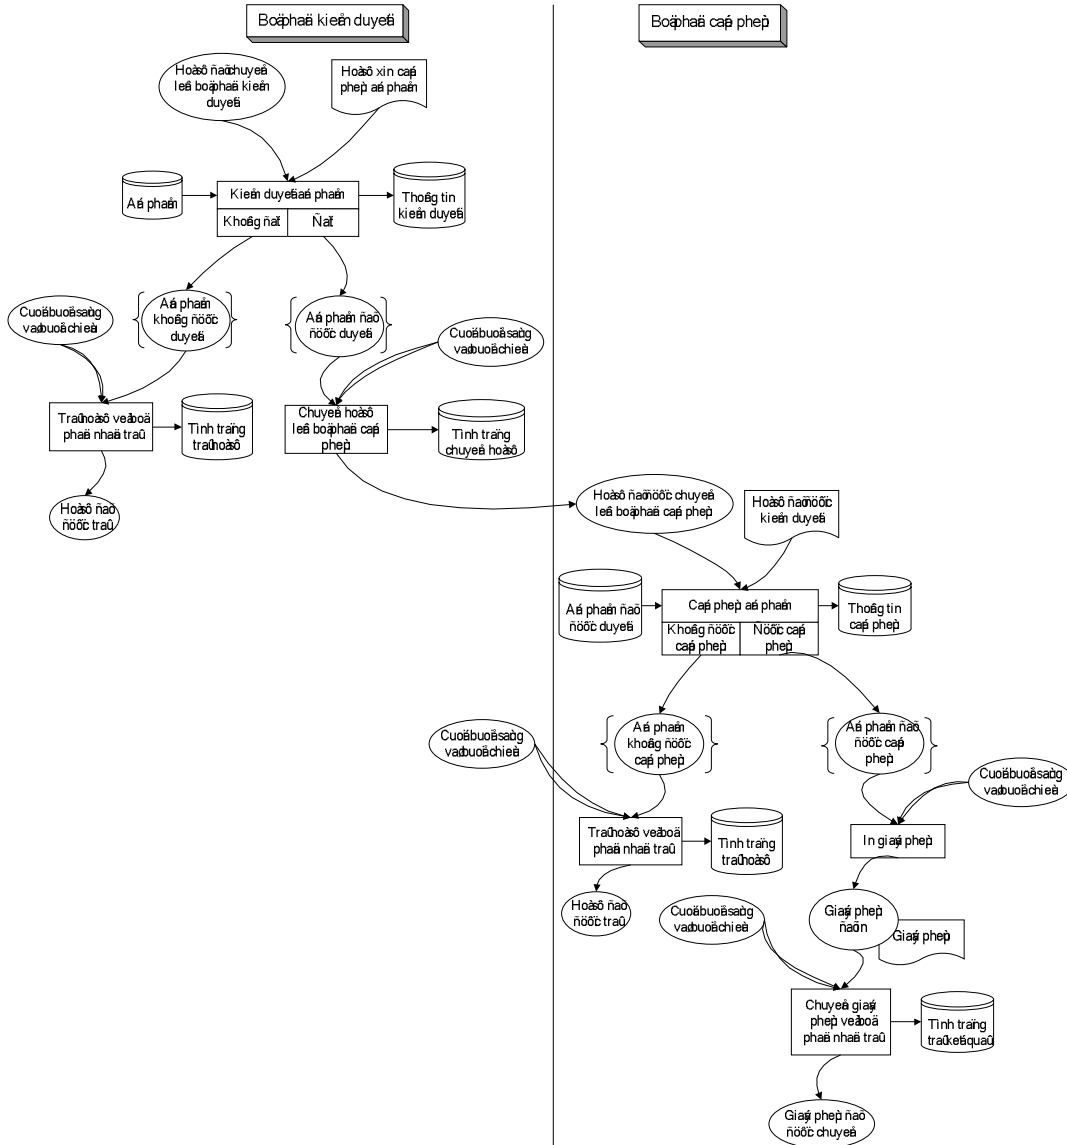 Boä phaän kieåm duyeät
Boä phaän caáp pheùp
Hoà sô ñaõ chuyeån
leân boä phaän kieåm
duyeät
Hoà sô xin caáp
pheùp aán phaåm
Aán phaåm
Kieåm duyeät aán phaåm
Khoâng ñaït
Ñaït
Thoâng tin
kieåm duyeät
Cuoái buoåi saùng
vaø buoåi chieàu
Aán phaåm
khoâng ñöôïc
duyeät
Aán phaåm ñaõ
ñöôïc duyeät
Cuoái buoåi saùng
vaø buoåi chieàu
Traû hoà sô veà boä
phaän nhaän traû
Tình traïng
traû hoà sô
Chuyeån hoà sô
leân boä phaän caáp
pheùp
Tình traïng
chuyeån hoà sô
Hoà sô ñaõ
ñöôïc traû
Hoà sô ñaõ ñöôïc chuyeån
leân boä phaän caáp pheùp
Hoà sô ñaõ ñöôïc
kieåm duyeät
Aán phaåm ñaõ
ñöôïc duyeät
Caáp pheùp aán phaåm
Khoâng ñöôïc
caáp pheùp
Ñöôïc caáp
pheùp
Thoâng tin
caáp pheùp
Cuoái buoåi saùng
vaø buoåi chieàu
Aán phaåm
khoâng ñöôïc
caáp pheùp
Aán phaåm ñaõ
ñöôïc caáp
pheùp
Cuoái buoåi saùng
vaø buoåi chieàu
Traû hoà sô veà boä
phaän nhaän traû
Tình traïng
traû hoà sô
In giaáy pheùp
Hoà sô ñaõ
ñöôïc traû
Cuoái buoåi saùng
vaø buoåi chieàu
Giaáy pheùp
ñaõ in
Giaáy pheùp
Chuyeån giaáy
pheùp veà boä
phaän nhaän traû
Tình traïng
traû keát quaû
Giaáy pheùp ñaõ
ñöôïc chuyeån